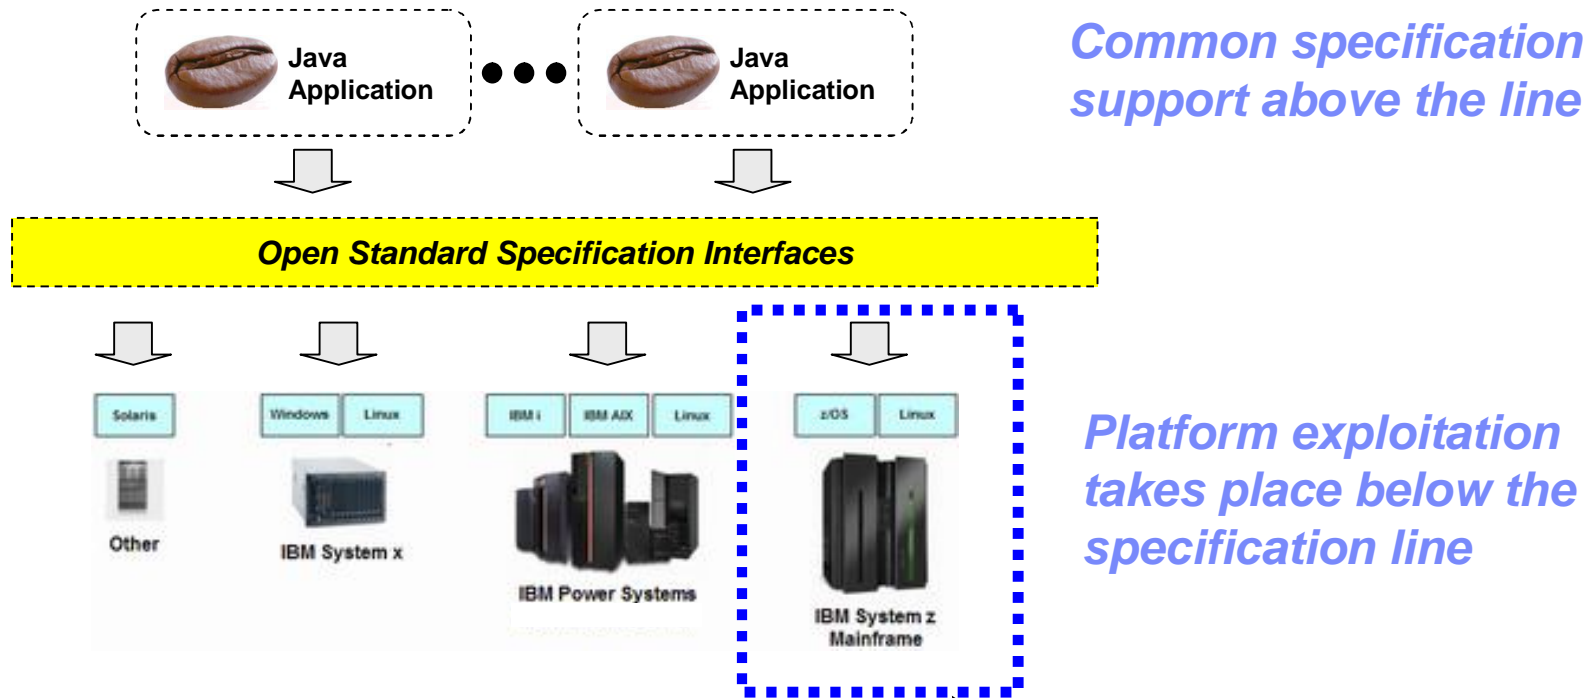 Java
Application
Java
Application
Common specification
support above the line
Open Standard Specification Interfaces
Solaris
Windows
Linux
IBM i
IBM AIX
Linux
z/OS
Linux
Other
IBM System x
IBM Power Systems
IBM System z
Mainframe
Platform exploitation
takes place below the
specification line